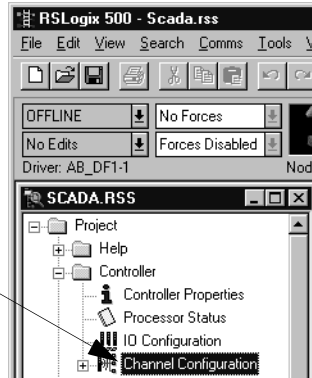 RSLogix 500 - Scada.rss
File Edit View Search Comms Tools
OFFLINE No Forces
No Edits Forces Disabled
Driver: AB_DF1-1 Nod
SCADA.RSS
Project
Help
Controller
Controller Properties
Processor Status
IO Configuration
Channel Configuration